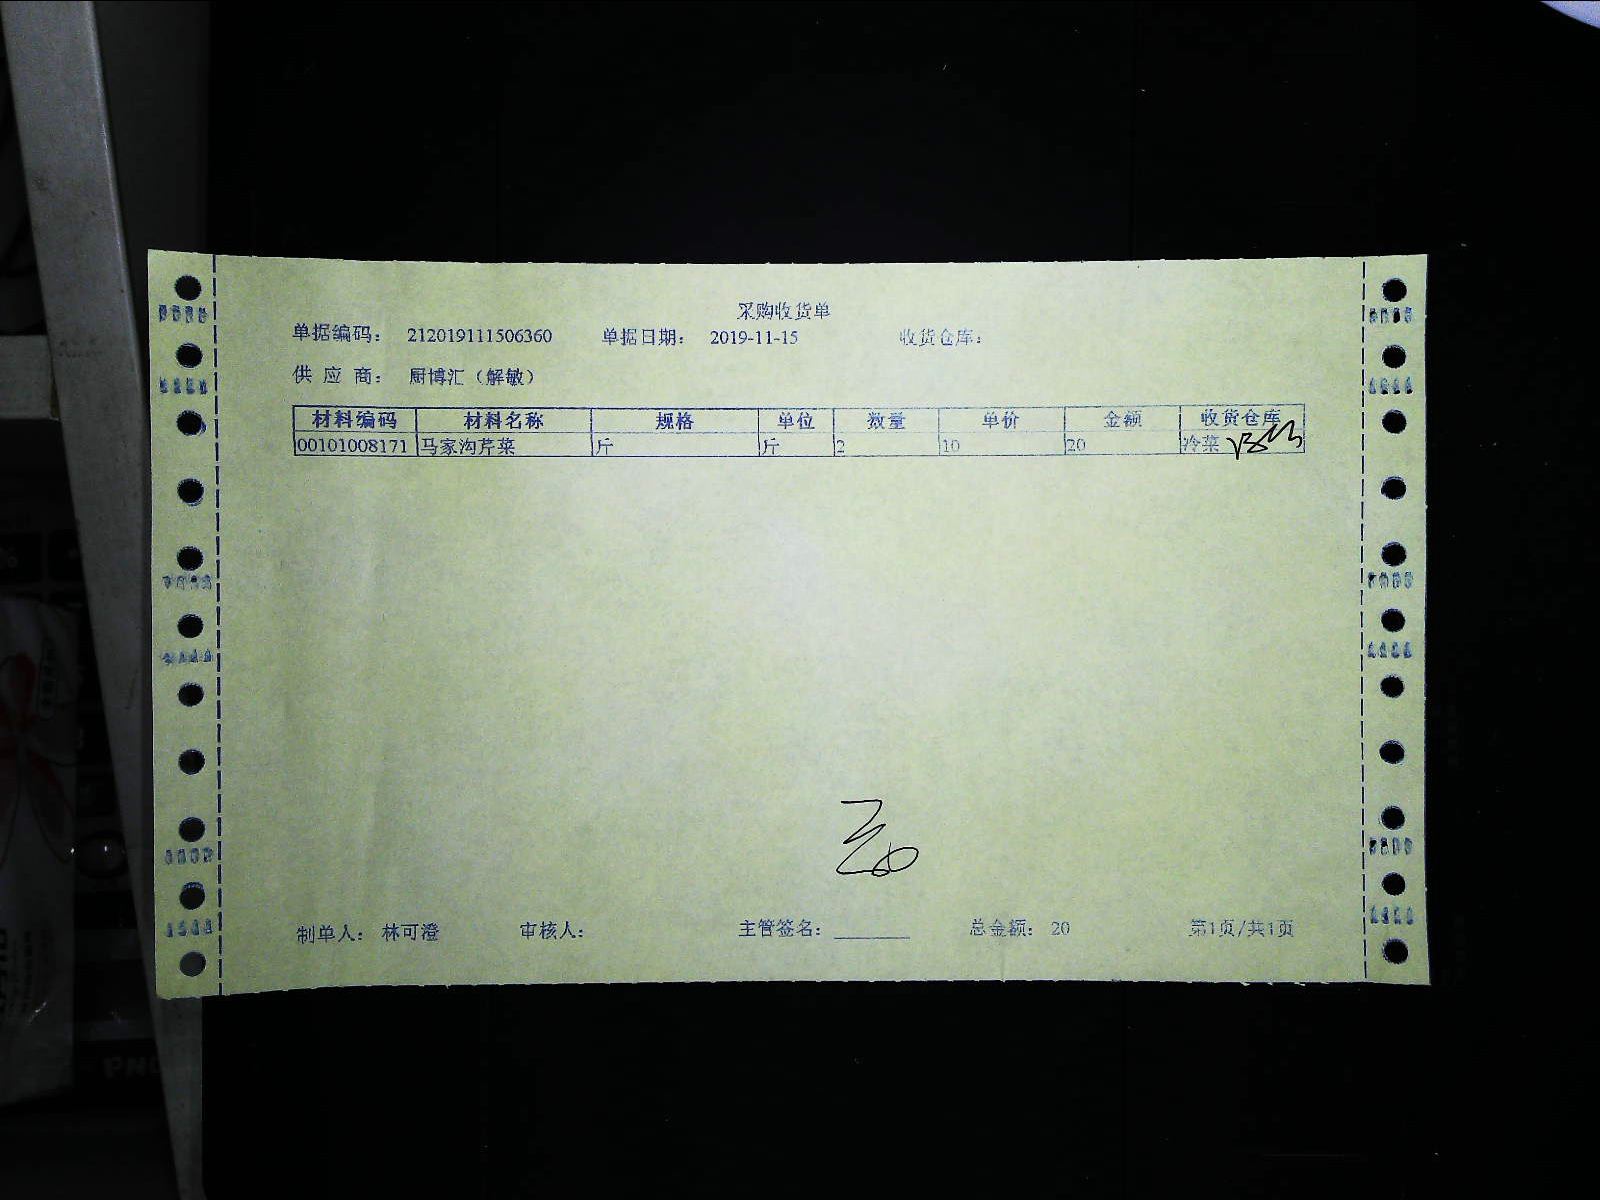 采购收货单
单据编码: 212019111506360 单据日期: 2019-11-15 收货仓库:
供应商: 厨博汇（解敏）
材料编码 材料名称 规格 单位 数量 单价 金额 收货仓库
00101008171 马家沟芹菜 斤 斤 2 10 20 冷菜
制单人: 林可澄 审核人: 主管签名:________ 总金额: 20 第1页/共1页